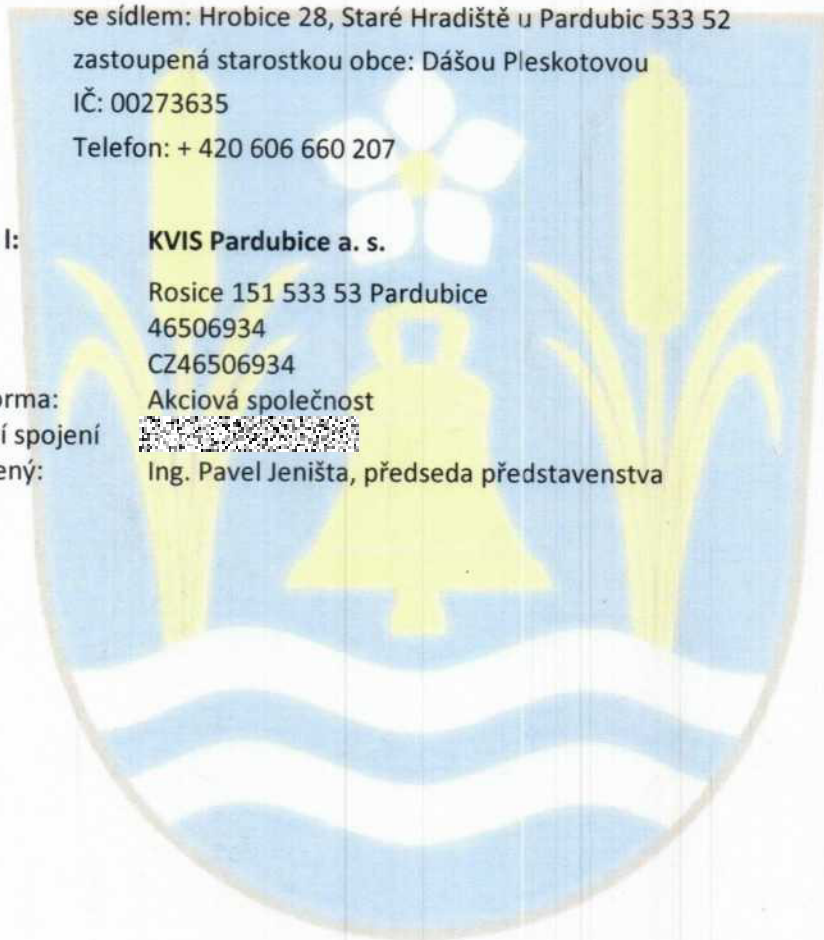 se sídlem: Hrobice 28, Staré Hradiště u Pardubic 533 52
zastoupená starostkou obce: Dášou Pleskotovou
IČ: 00273635
Telefon: + 420 606 660 207
l: KVIS Pardubice a. s.
Rosice 151 533 53 Pardubice
46506934
CZ46506934
orma: Akciová společnost
í spojení
ený: Ing. Pavel Jeništa, předseda představenstva